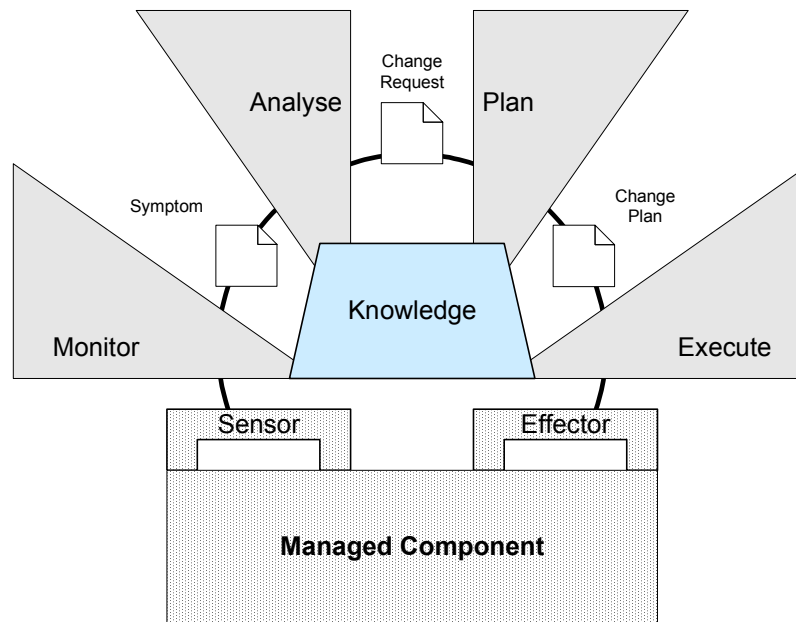 Change
Request
Analyse
Plan
Symptom
Change
Plan
Knowledge
Monitor
Execute
Sensor
Effector
Managed Component